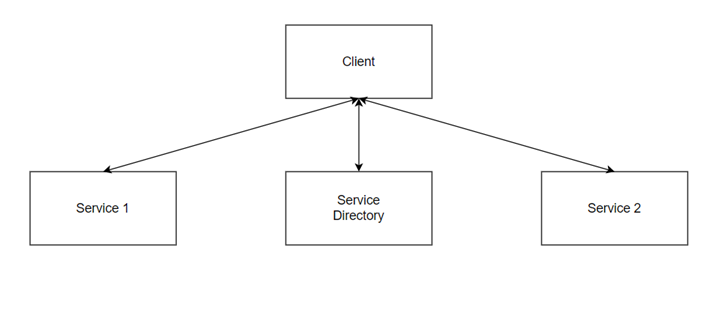 Client
Service 1
Service
Directory
Service 2